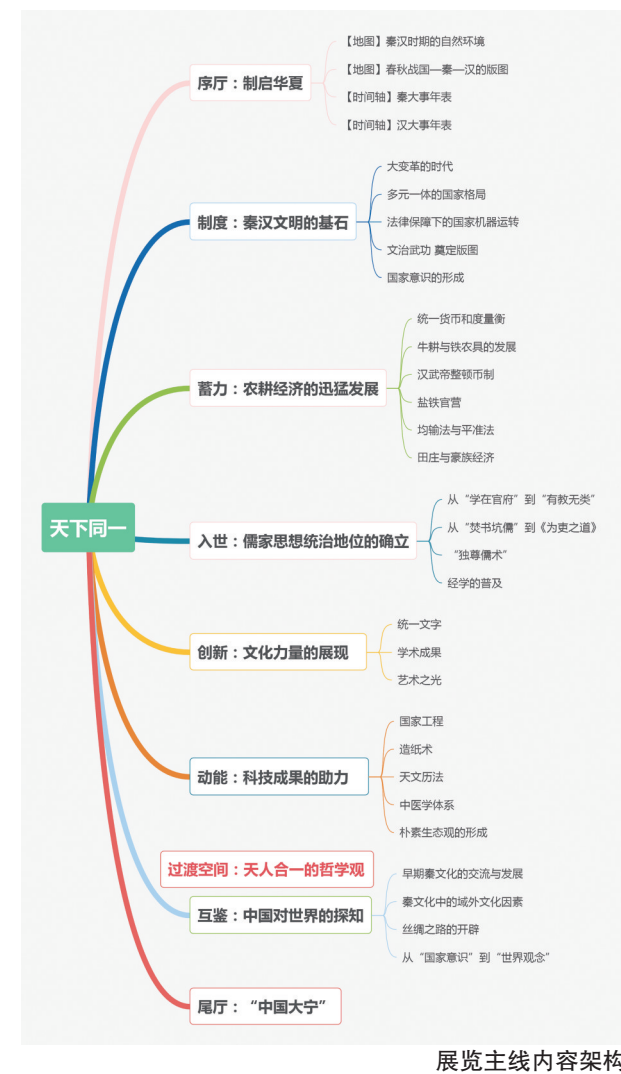 序厅：制启华夏
【地图】秦汉时期的自然环境
【地图】春秋战国—秦—汉的版图
【时间轴】秦大事年表
【时间轴】汉大事年表
制度：秦汉文明的基石
大变革的时代
多元一体的国家格局
法律保障下的国家机器运转
文治武功 奠定版图
国家意识的形成
蓄力：农耕经济的迅猛发展
统一货币和度量衡
牛耕与铁农具的发展
汉武帝整顿币制
盐铁官营
均输法与平准法
田庄与豪族经济
天下同一
入世：儒家思想统治地位的确立
从“学在官府”到“有教无类”
从“焚书坑儒”到《为吏之道》
“独尊儒术”
经学的普及
创新：文化力量的展现
统一文字
学术成果
艺术之光
动能：科技成果的助力
国家工程
造纸术
天文历法
中医学体系
朴素生态观的形成
过渡空间：天人合一的哲学观
互鉴：中国对世界的探知
早期秦文化的交流与发展
秦文化中的域外文化因素
丝绸之路的开辟
从“国家意识”到“世界观念”
尾厅：“中国大宁”
展览主线内容架构